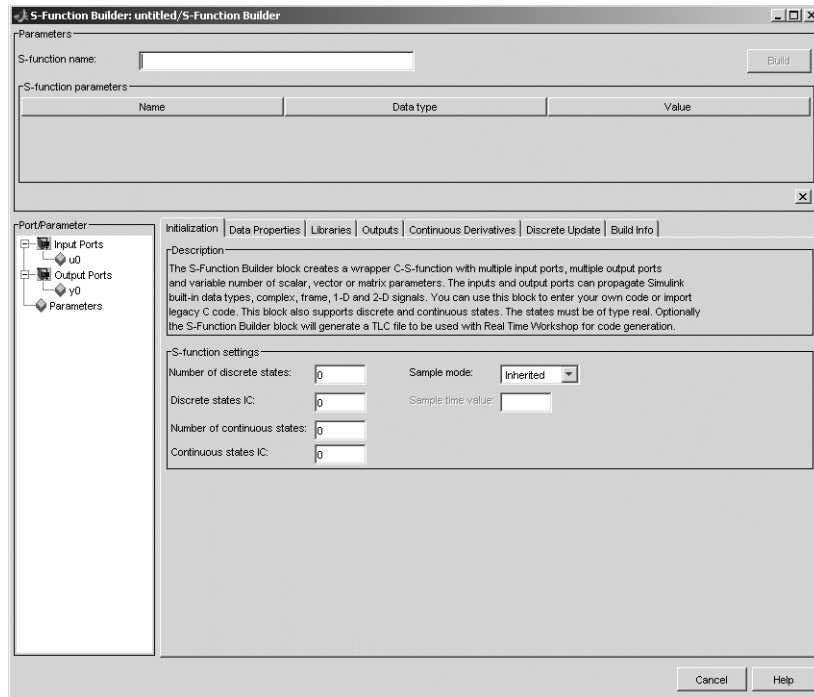 S-Function Builder: untitled/S-Function Builder
Parameters
S-function name:
Build
S-function parameters
Name Data type Value
Port/Parameter
Input Ports
u0
Output Ports
y0
Parameters
Initialization Data Properties Libraries Outputs Continuous Derivatives Discrete Update Build Info
Description
The S-Function Builder block creates a wrapper C-S-function with multiple input ports, multiple output ports
and variable number of scalar, vector or matrix parameters. The inputs and output ports can propagate Simulink
built-in data types, complex, frame, 1-D and 2-D signals. You can use this block to enter your own code or import
legacy C code. This block also supports discrete and continuous states. The states must be of type real. Optionally
the S-Function Builder block will generate a TLC file to be used with Real Time Workshop for code generation.
S-function settings
Number of discrete states: 0 Sample mode: Inherited
Discrete states IC: 0 Sample time value:
Number of continuous states: 0
Continuous states IC: 0
Cancel Help